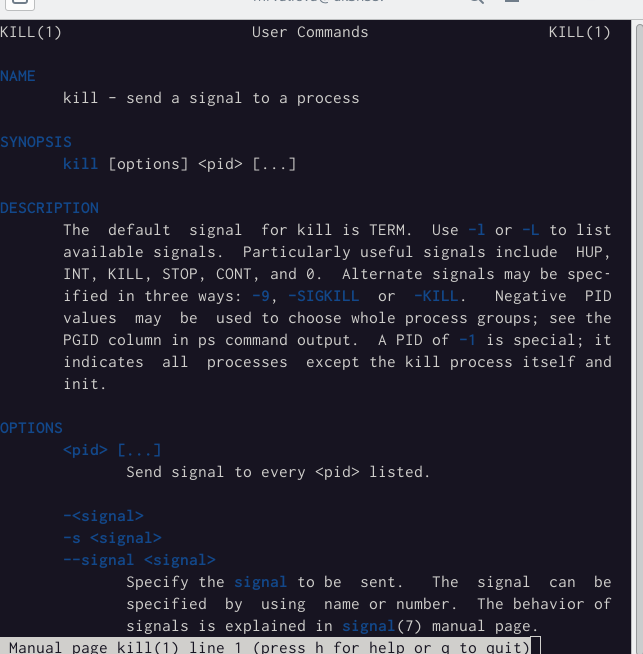 KILL(1) User Commands KILL(1)
NAME
kill - send a signal to a process
SYNOPSIS
kill [options] <pid> [...]
DESCRIPTION
The default signal for kill is TERM. Use -l or -L to list
available signals. Particularly useful signals include HUP,
INT, KILL, STOP, CONT, and 0. Alternate signals may be spec-
ified in three ways: -9, -SIGKILL or -KILL. Negative PID
values may be used to choose whole process groups; see the
PGID column in ps command output. A PID of -1 is special; it
indicates all processes except the kill process itself and
init.
OPTIONS
<pid> [...]
Send signal to every <pid> listed.
-<signal>
-s <signal>
--signal <signal>
Specify the signal to be sent. The signal can be
specified by using name or number. The behavior of
signals is explained in signal(7) manual page.
Manual page kill(1) line 1 (press h for help or q to quit)